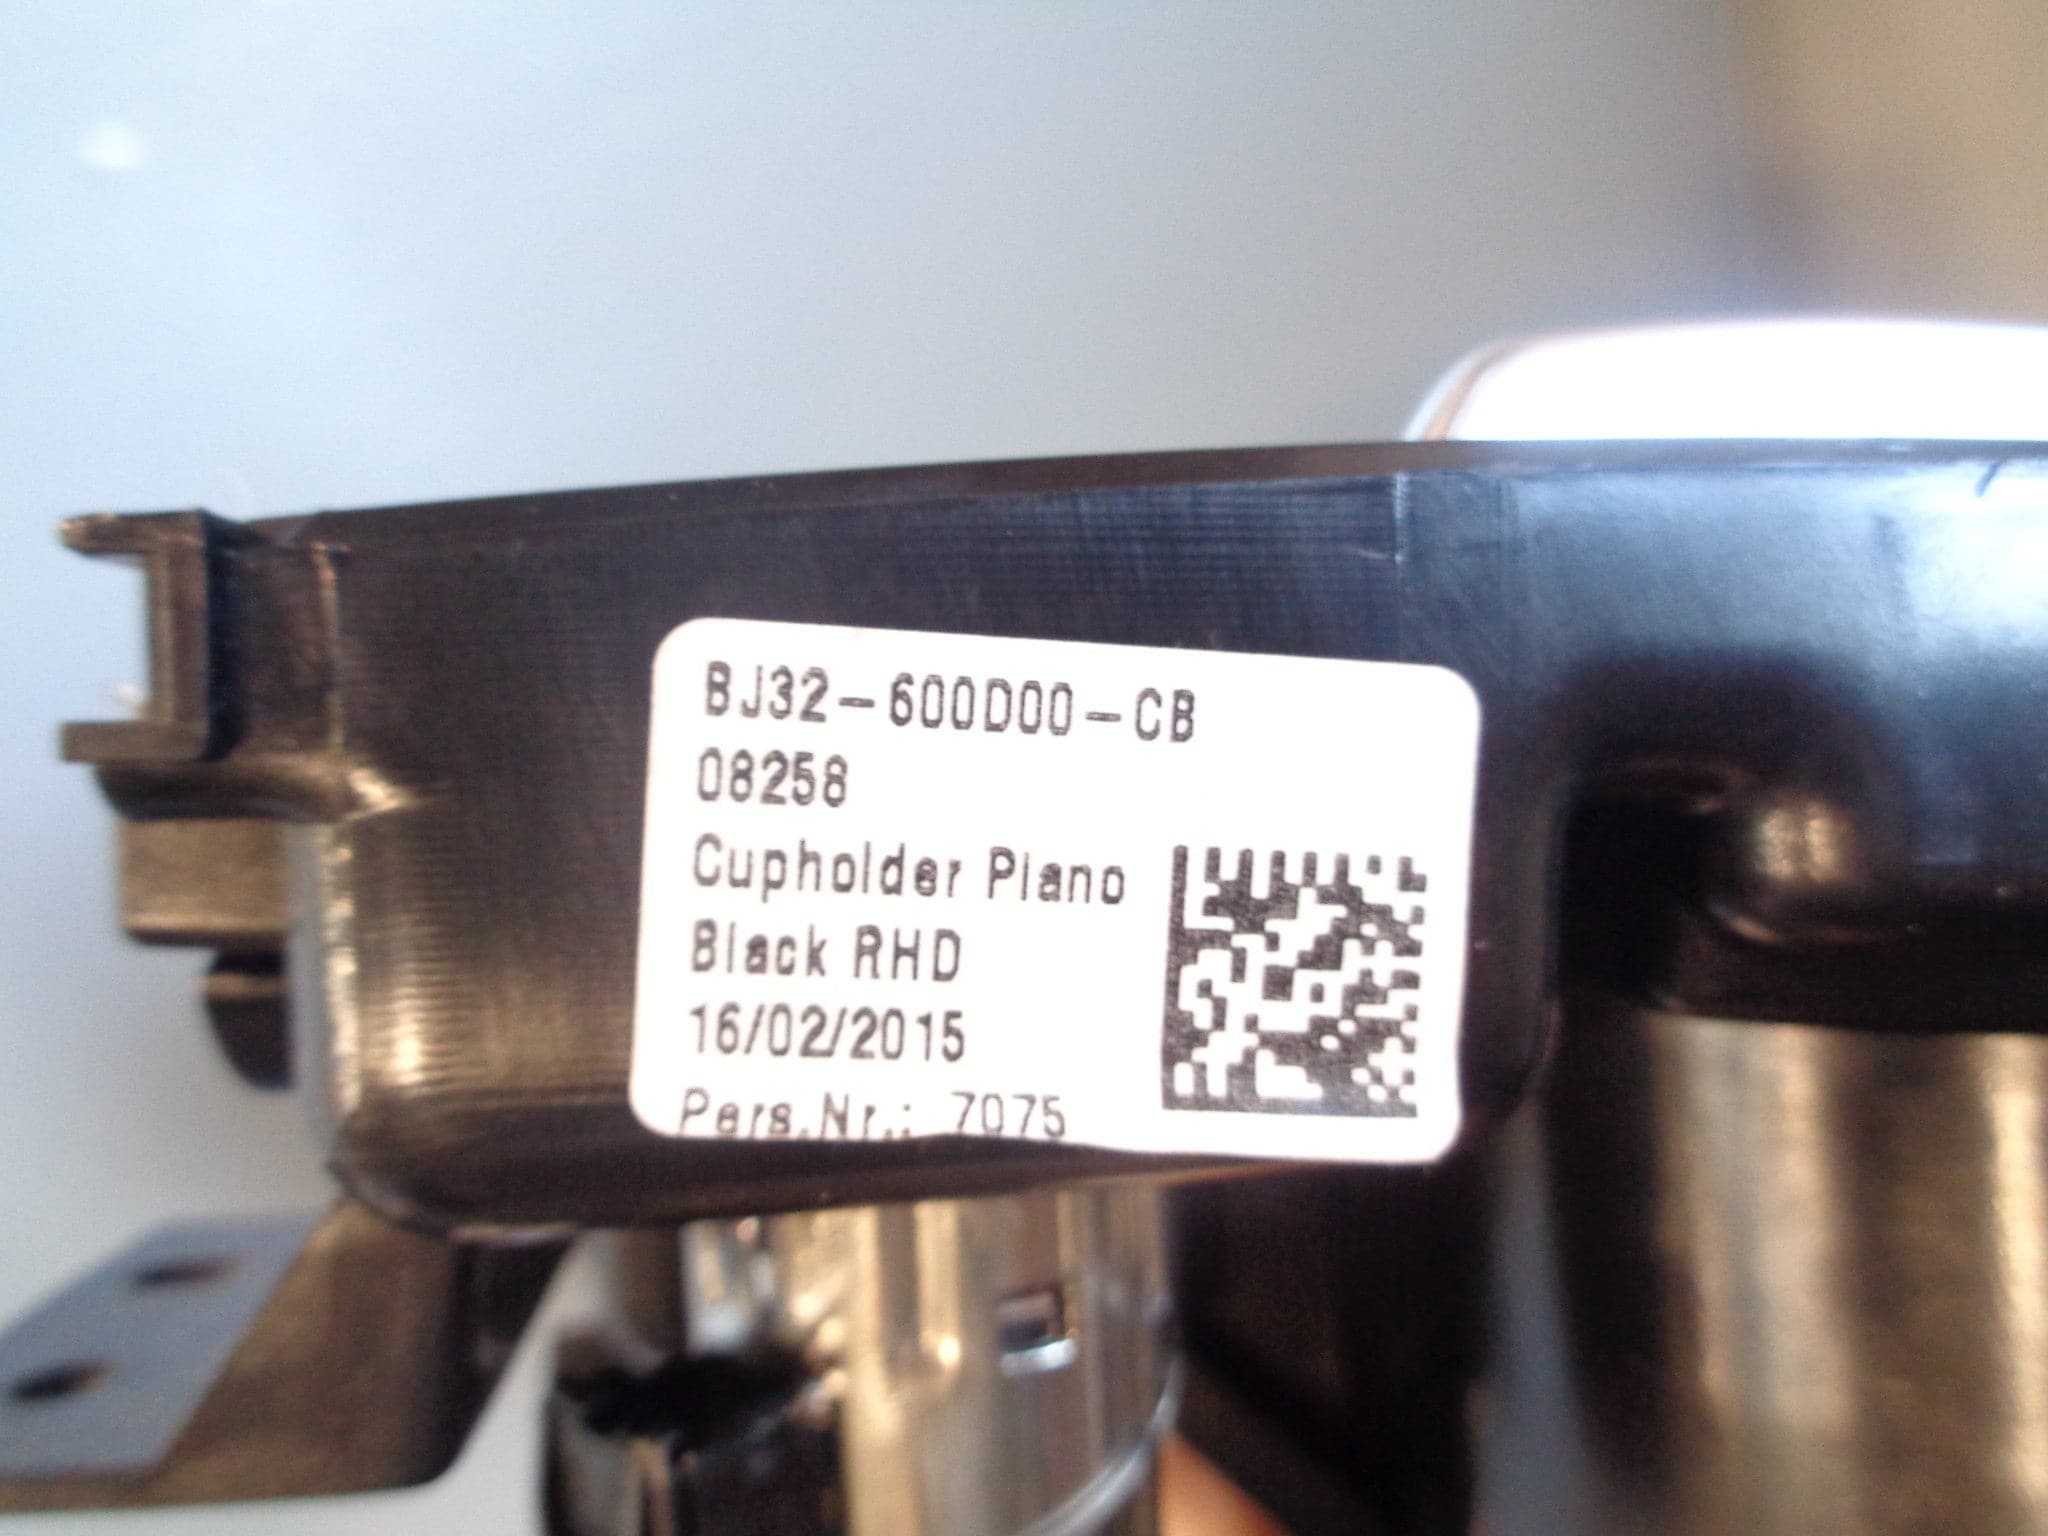 BJ32-600D00-CB
08258
Cupholder Piano
Black RHD
16/02/2015
Pers.Nr.: 7075